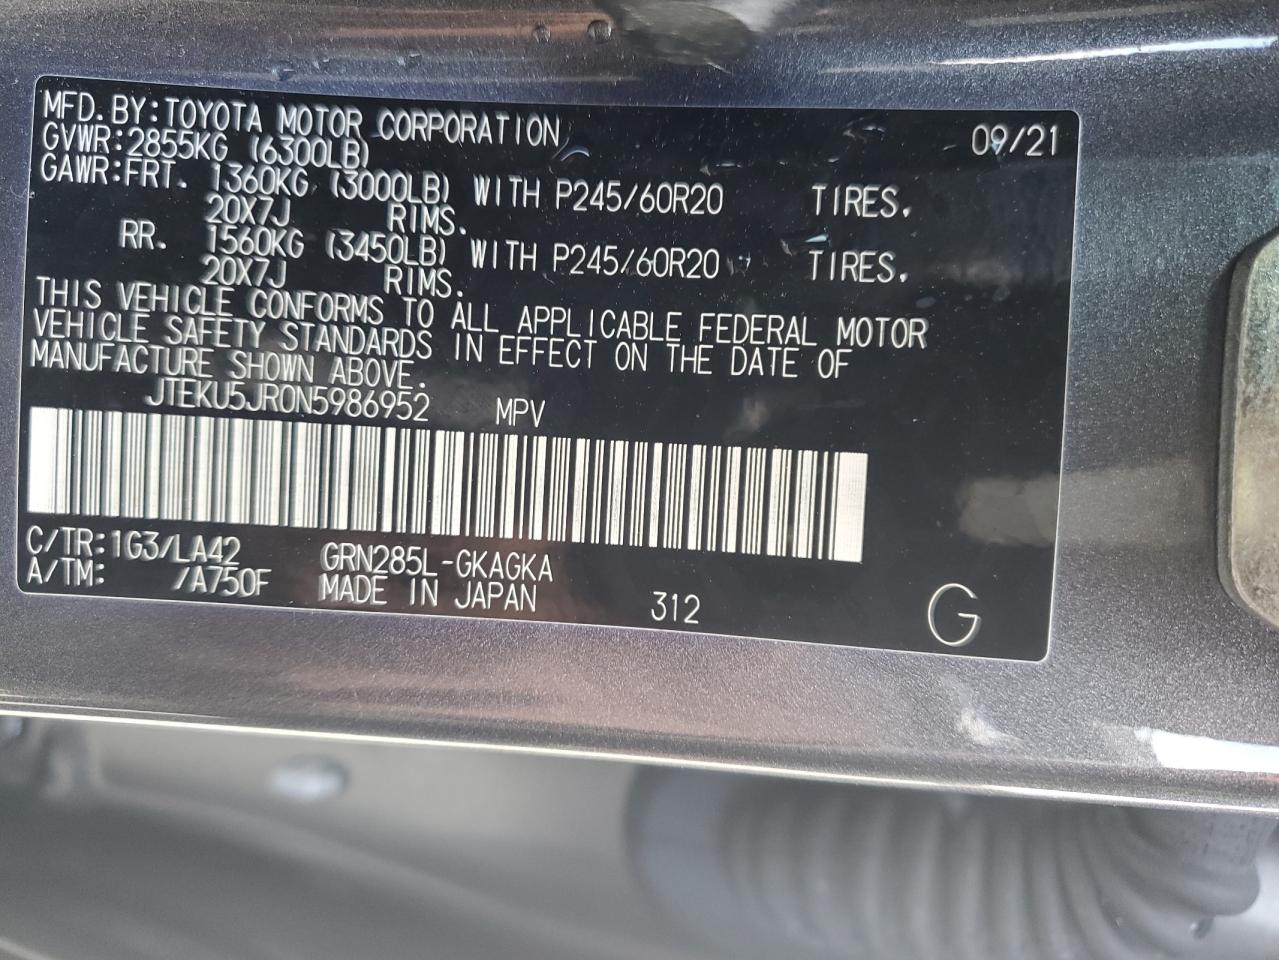 MFD.BY:TOYOTA MOTOR CORPORATION 09/21
GVWR:2855KG (6300LB)
GAWR:FRT. 1360KG (3000LB) WITH P245/60R20 TIRES.
20X7J RIMS.
RR. 1560KG (3450LB) WITH P245/60R20 TIRES.
20X7J RIMS.
THIS VEHICLE CONFORMS TO ALL APPLICABLE FEDERAL MOTOR
VEHICLE SAFETY STANDARDS IN EFFECT ON THE DATE OF
MANUFACTURE SHOWN ABOVE.
JTEKU5JR0N5986952 MPV
C/TR:1G3/LA42 GRN285L-GKAGKA
A/TM: /A750F MADE IN JAPAN 312 G